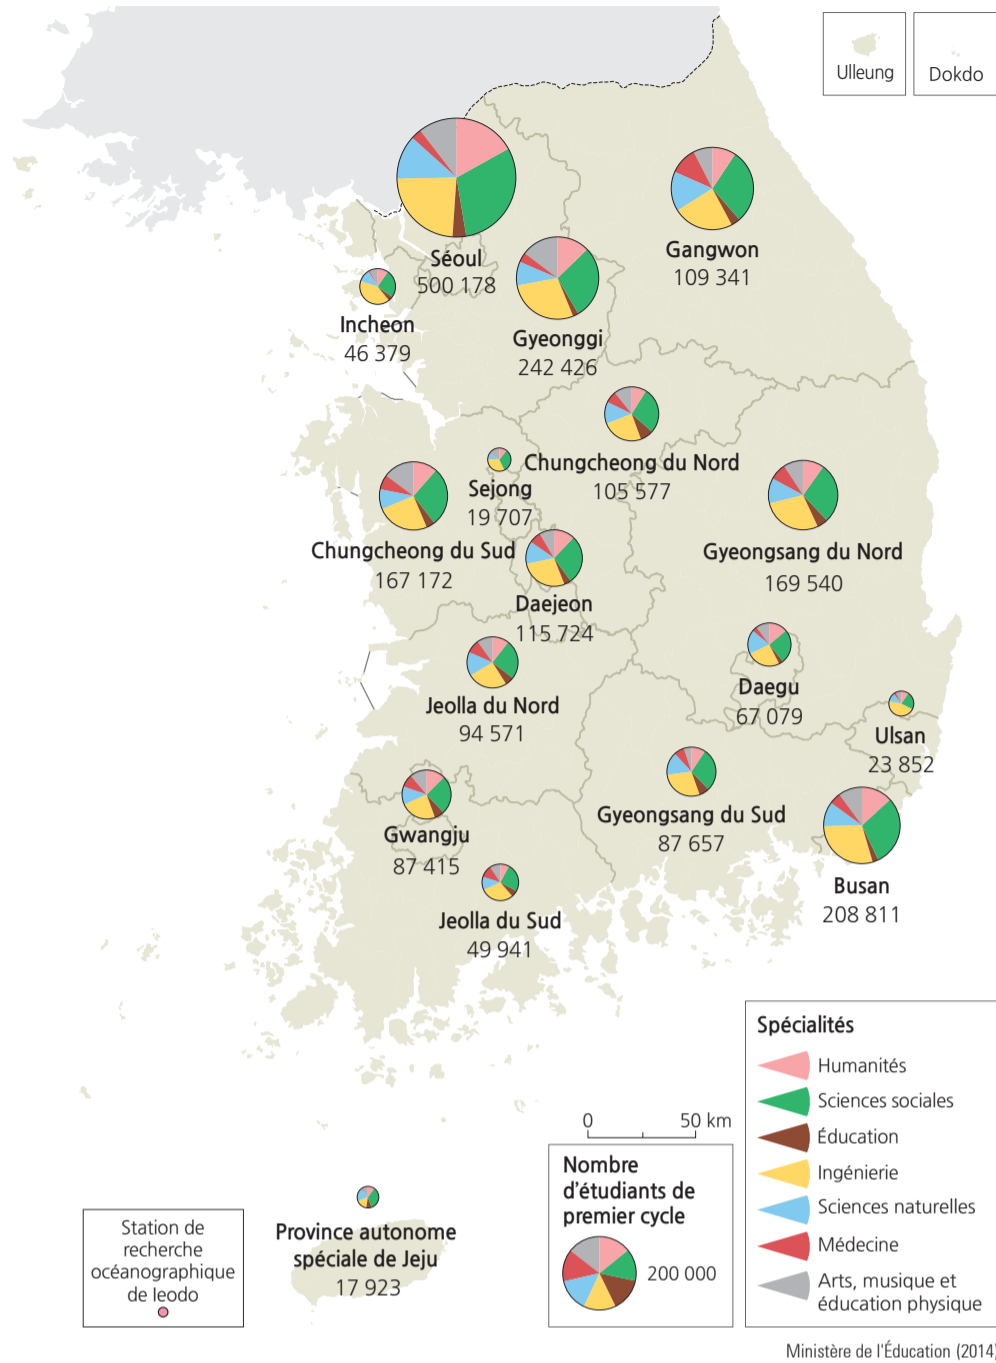 Ulleung
Dokdo
Séoul
500 178
Gangwon
109 341
Incheon
46 379
Gyeonggi
242 426
Chungcheong du Nord
105 577
Sejong
19 707
Chungcheong du Sud
167 172
Gyeongsang du Nord
169 540
Daejeon
115 724
Jeolla du Nord
94 571
Daegu
67 079
Ulsan
23 852
Gyeongsang du Sud
87 657
Gwangju
87 415
Busan
208 811
Jeolla du Sud
49 941
Province autonome
spéciale de Jeju
17 923
Station de
recherche
océanographique
de Ieodo
0 50 km
Nombre
d'étudiants de
premier cycle
200 000
Spécialités
Humanités
Sciences sociales
Éducation
Ingénierie
Sciences naturelles
Médecine
Arts, musique et
éducation physique
Ministère de l'Éducation (2014)